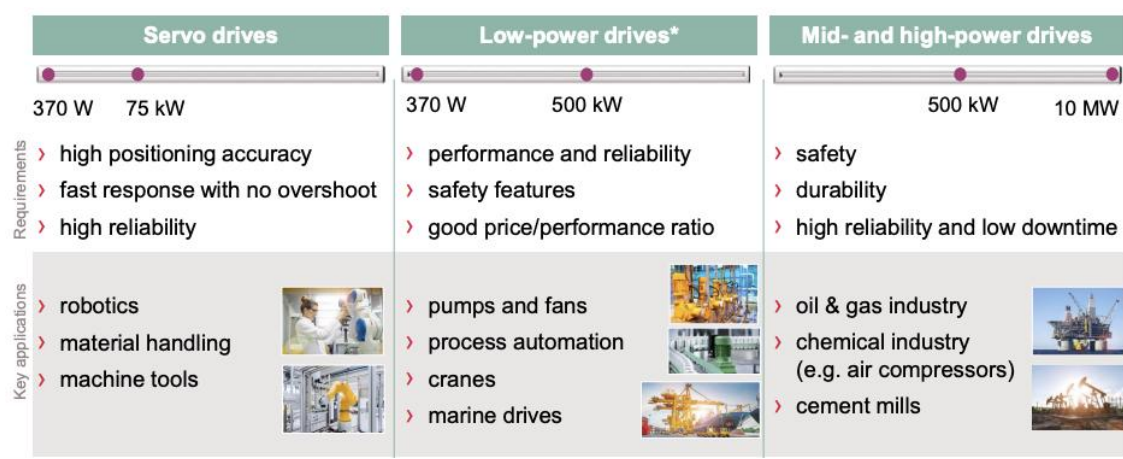 Servo drives
Low-power drives*
Mid- and high-power drives
370 W 75 kW
370 W 500 kW
500 kW 10 MW
Requirements
› high positioning accuracy
› fast response with no overshoot
› high reliability
› performance and reliability
› safety features
› good price/performance ratio
› safety
› durability
› high reliability and low downtime
Key applications
› robotics
› material handling
› machine tools
› pumps and fans
› process automation
› cranes
› marine drives
› oil & gas industry
› chemical industry
(e.g. air compressors)
› cement mills